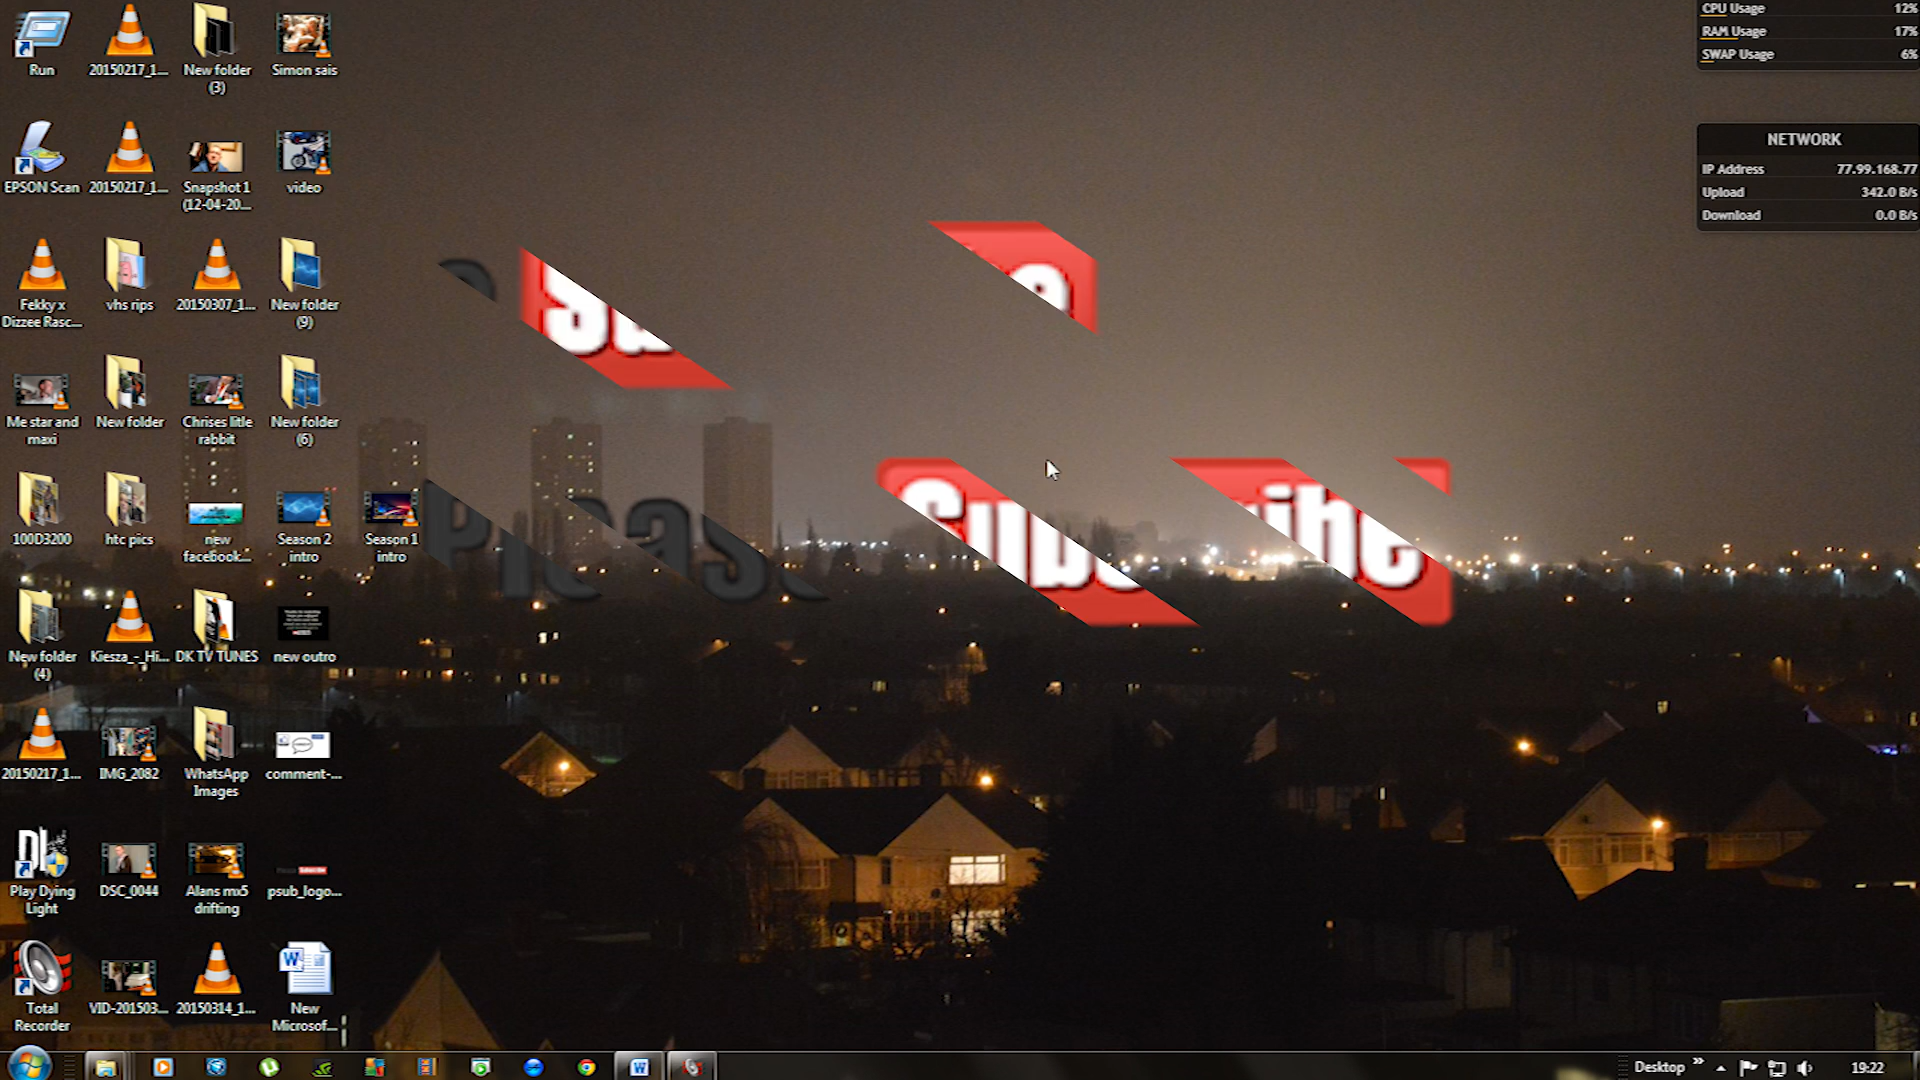 Run
20150217_1...
New folder
(3)
Simon sais
EPSON Scan
20150217_1...
Snapshot 1
(12-04-20...
video
Fekky x
Dizzee Rasc...
vhs rips
20150307_1...
New folder
(9)
Me star and
maxi
New folder
Chrises litle
rabbit
New folder
(6)
100D3200
htc pics
new
facebook...
Season 2
intro
Season 1
intro
New folder
(4)
Kiesza_-_Hi...
DK TV TUNES
new outro
20150217_1...
IMG_2082
WhatsApp
Images
comment-...
Play Dying
Light
DSC_0044
Alans mx5
drifting
psub_logo...
Total
Recorder
VID-201503...
20150314_1...
New
Microsof...
CPU Usage 12%
RAM Usage 17%
SWAP Usage 6%
NETWORK
IP Address 77.99.168.77
Upload 342.0 B/s
Download 0.0 B/s
Please Subscribe
Desktop
19:22